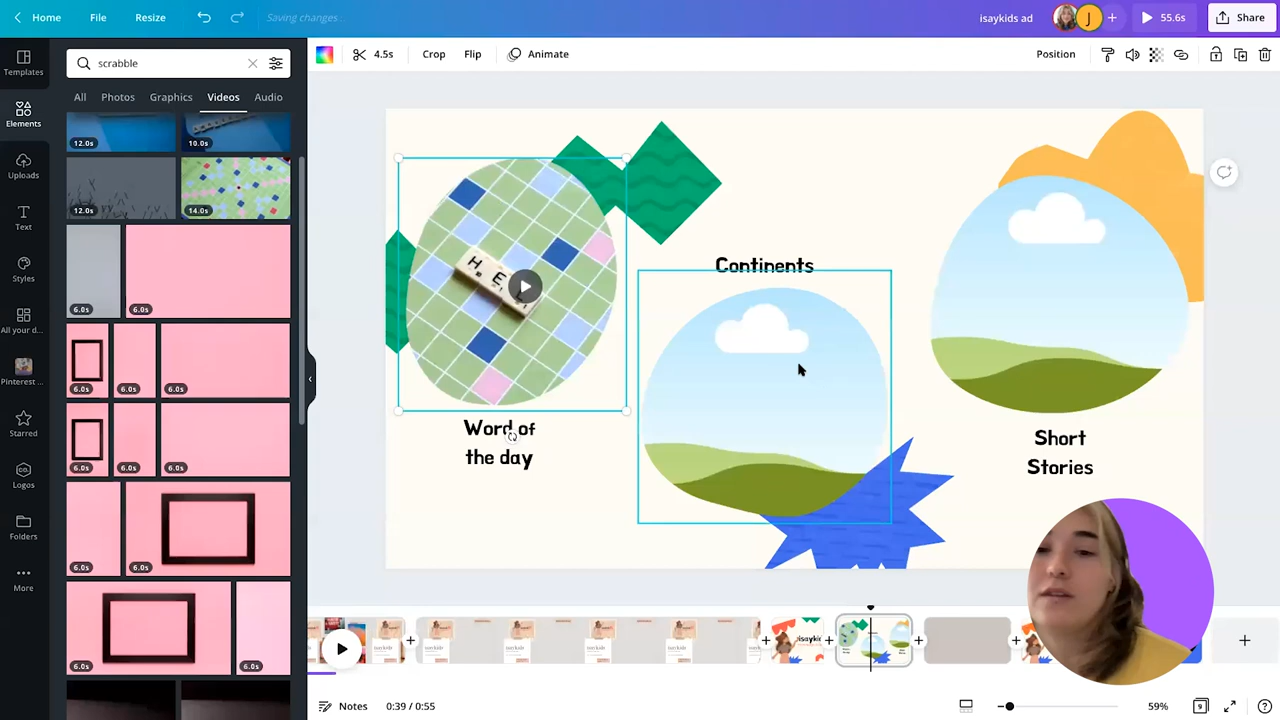 Home
File
Resize
Saving changes...
isaykids ad
J
55.6s
Share
Templates
scrabble
4.5s
Crop
Flip
Animate
Position
Elements
All
Photos
Graphics
Videos
Audio
12.0s
10.0s
Uploads
12.0s
14.0s
Text
Styles
6.0s
6.0s
All your d...
6.0s
6.0s
6.0s
Pinterest ...
Starred
6.0s
6.0s
6.0s
Logos
Folders
6.0s
6.0s
More
6.0s
6.0s
Continents
HE
Word of
the day
Short
Stories
Notes
0:39 / 0:55
59%
9